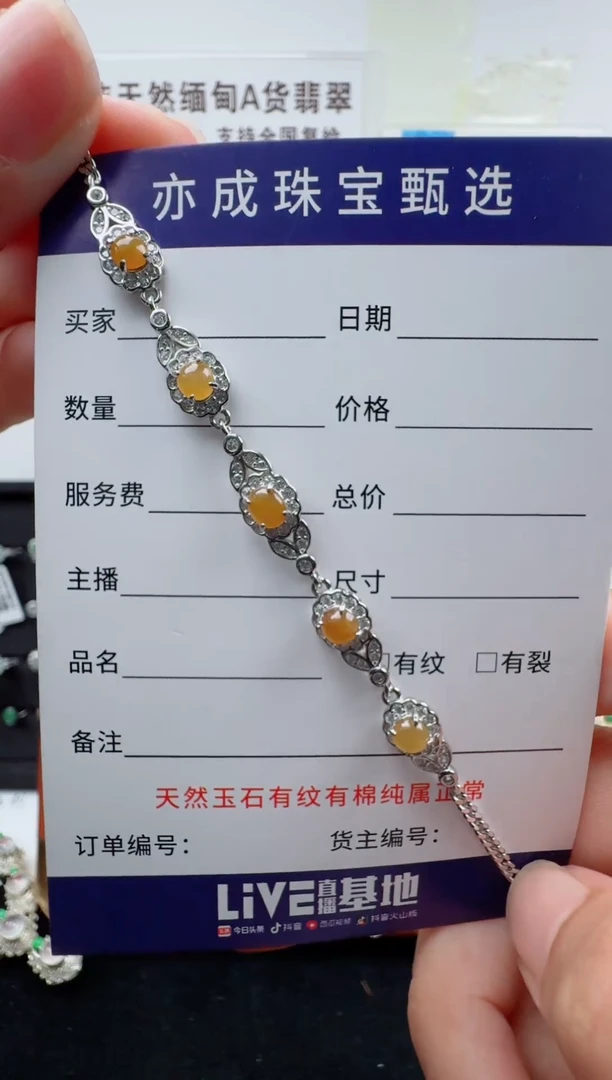 天然缅甸A货翡翠
支持全国复检
亦成珠宝甄选
买家 日期
数量 价格
服务费 总价
主播 尺寸
品名 有纹 □有裂
备注
天然玉石有纹有棉纯属正常
订单编号： 货主编号：
LiVE直播基地
今日头条 抖音 西瓜视频 抖音火山版